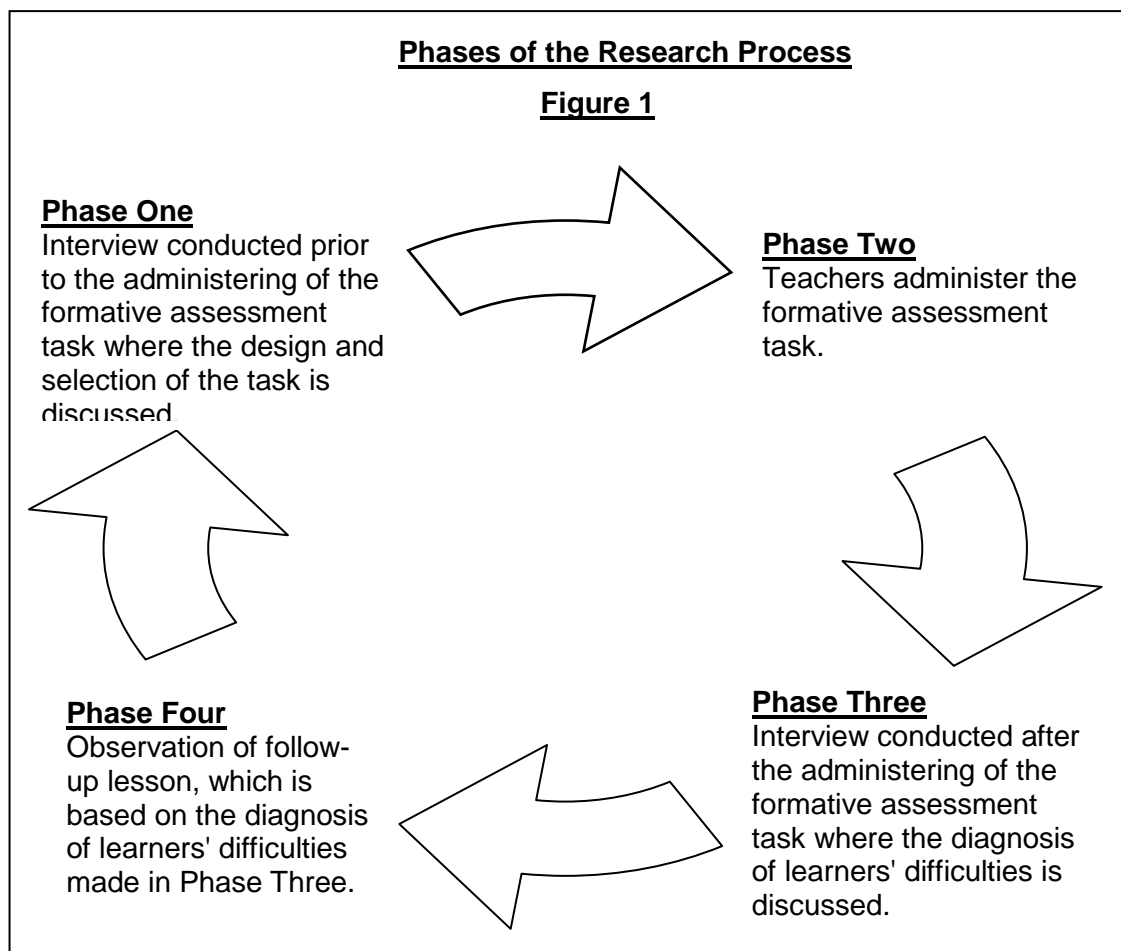 Phases of the Research Process
Figure 1
Phase One
Interview conducted prior
to the administering of the
formative assessment
task where the design and
selection of the task is
discussed.
Phase Two
Teachers administer the
formative assessment
task.
Phase Three
Interview conducted after
the administering of the
formative assessment
task where the diagnosis
of learners' difficulties is
discussed.
Phase Four
Observation of follow-
up lesson, which is
based on the diagnosis
of learners' difficulties
made in Phase Three.